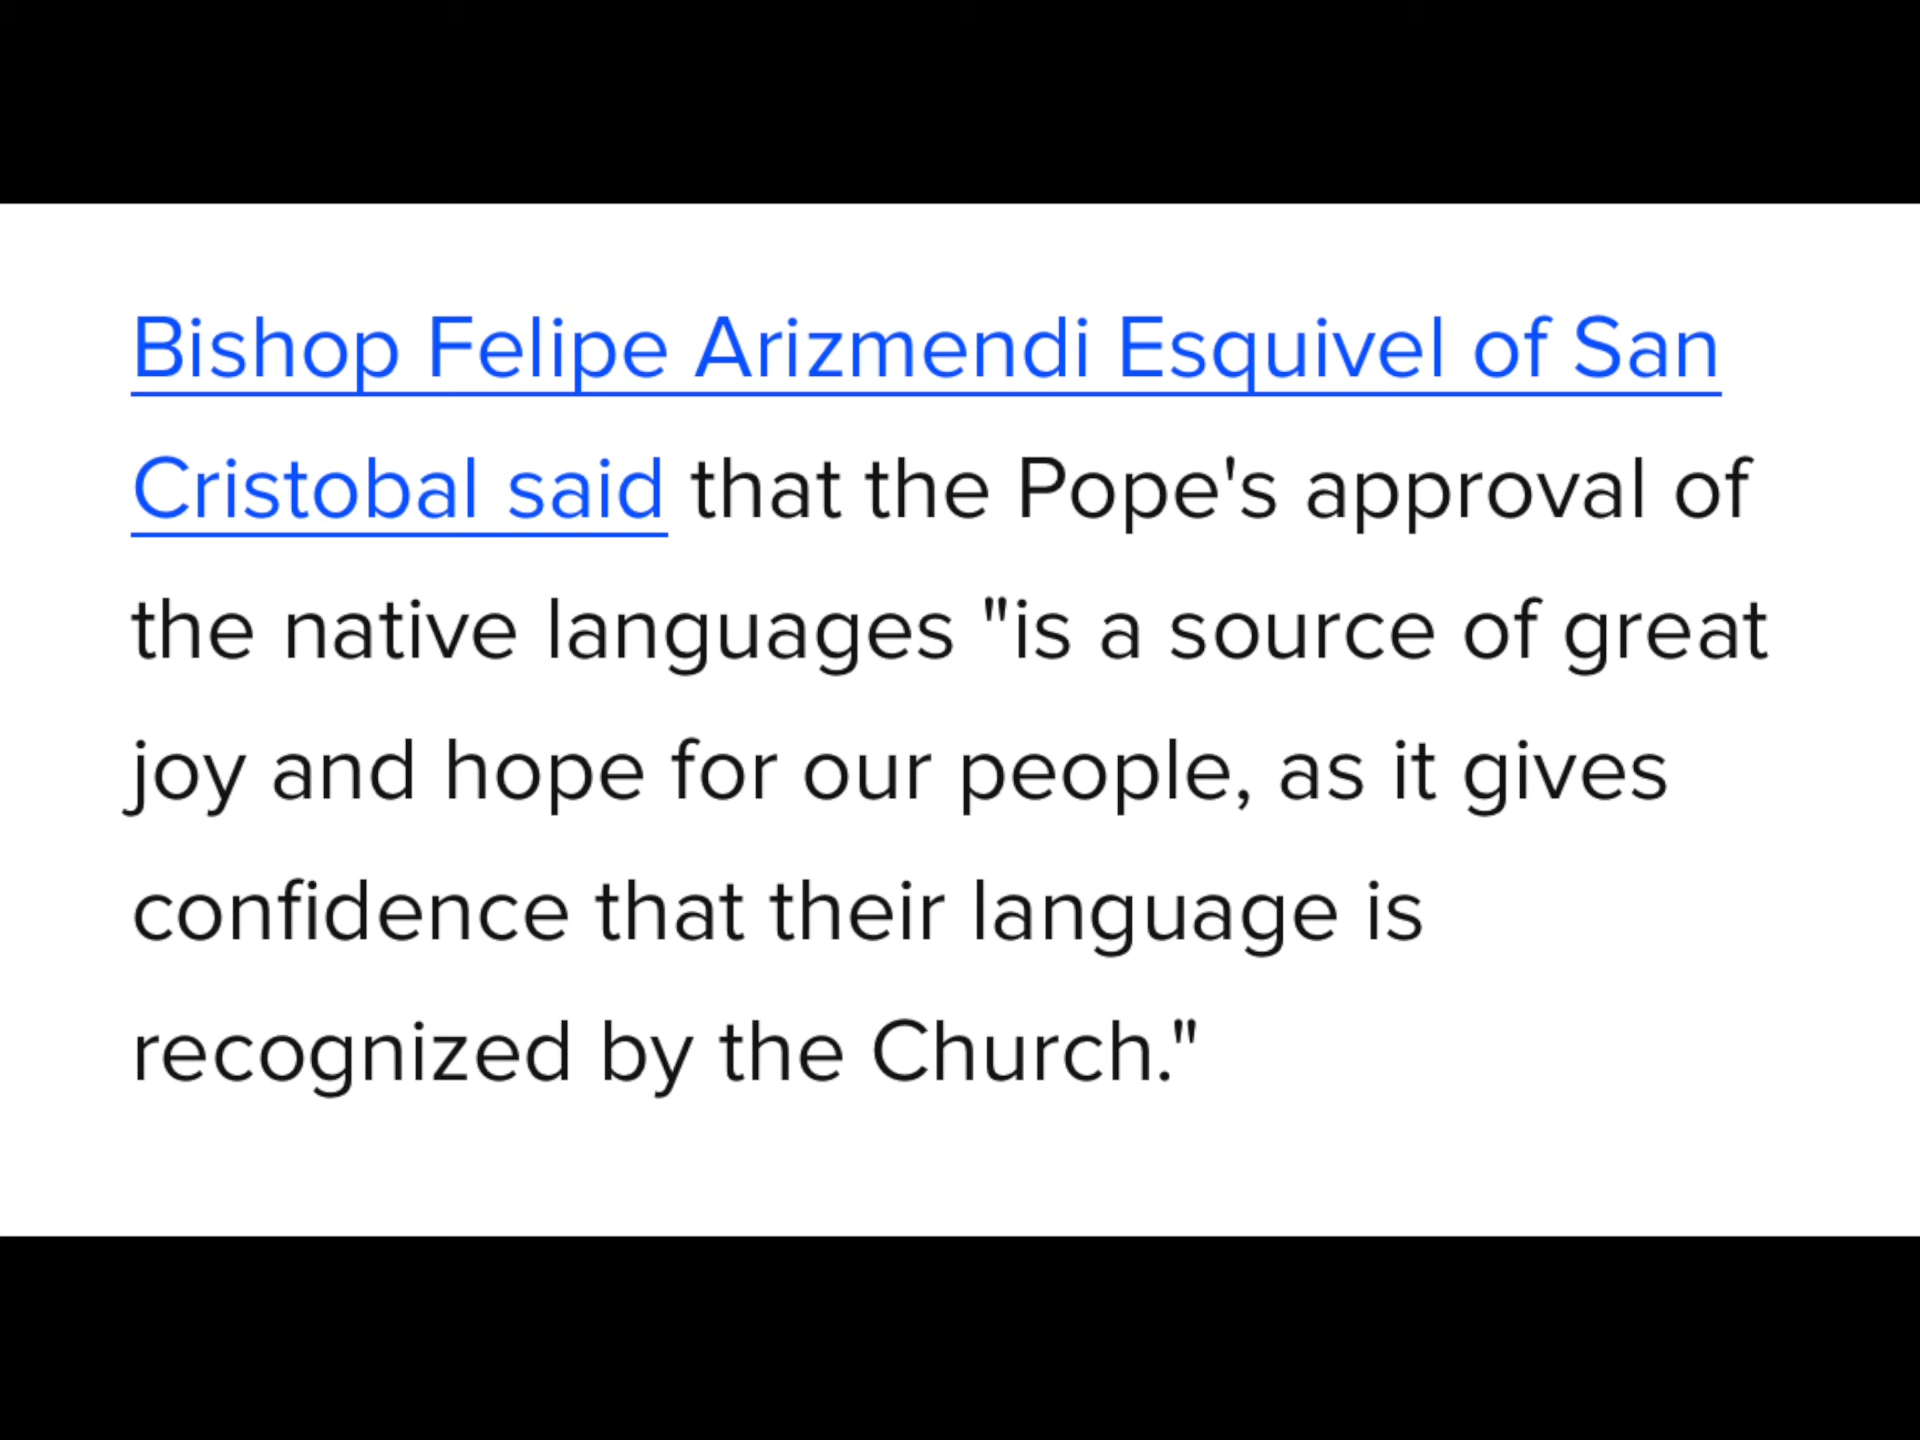 Bishop Felipe Arizmendi Esquivel of San
Cristobal said that the Pope's approval of
the native languages "is a source of great
joy and hope for our people, as it gives
confidence that their language is
recognized by the Church."